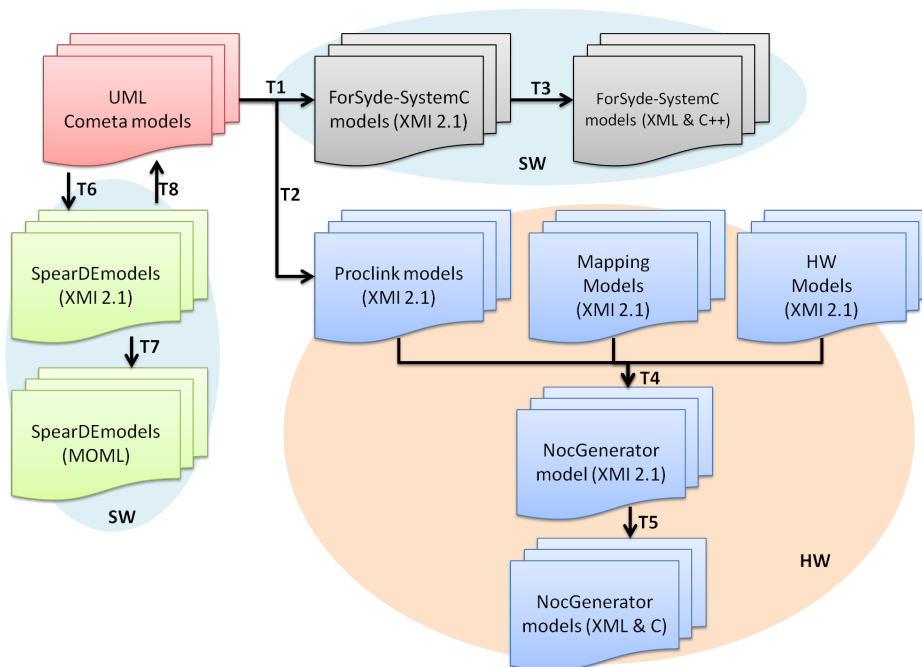 UML
Cometa models
T1
ForSyde-SystemC
models (XMI 2.1)
T3
ForSyde-SystemC
models (XML & C++)
SW
T6
T8
T2
SpearDEmodels
(XMI 2.1)
Proclink models
(XMI 2.1)
Mapping
Models
(XMI 2.1)
HW
Models
(XMI 2.1)
T7
T4
SpearDEmodels
(MOML)
SW
NocGenerator
model (XMI 2.1)
T5
HW
NocGenerator
models (XML & C)